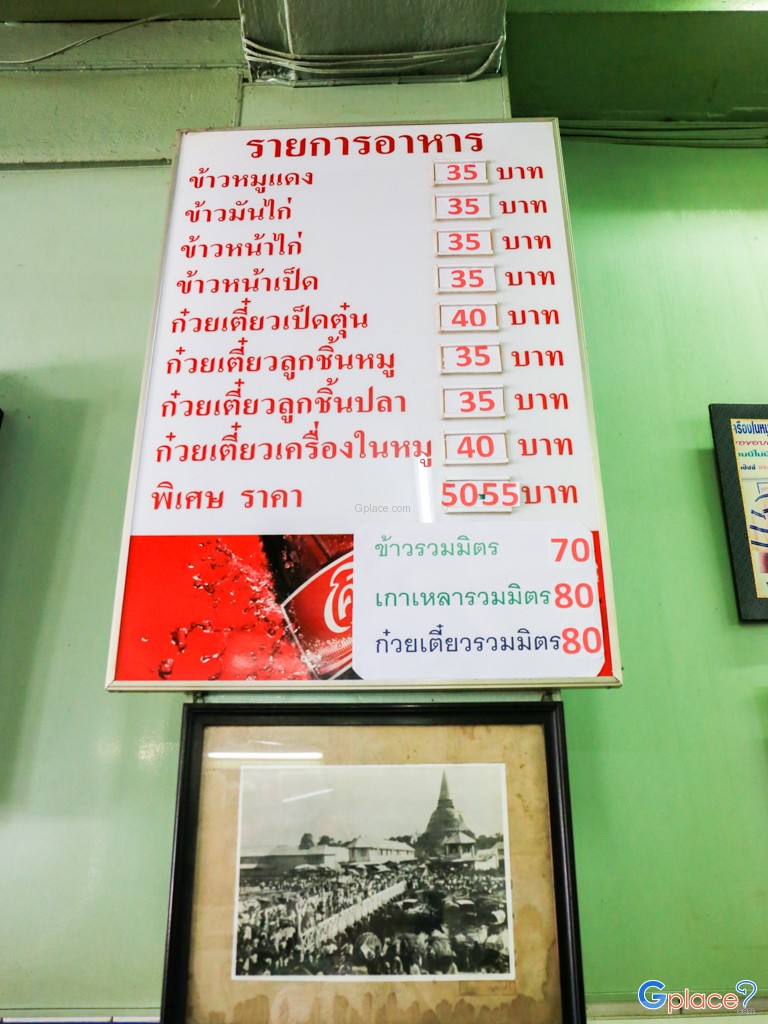 รายการอาหาร
ข้าวหมูแดง 35 บาท
ข้าวมันไก่ 35 บาท
ข้าวหน้าไก่ 35 บาท
ข้าวหน้าเป็ด 35 บาท
ก๋วยเตี๋ยวเป็ดตุ๋น 40 บาท
ก๋วยเตี๋ยวลูกชิ้นหมู 35 บาท
ก๋วยเตี๋ยวลูกชิ้นปลา 35 บาท
ก๋วยเตี๋ยวเครื่องในหมู 40 บาท
พิเศษ ราคา 50-55 บาท
Gplace.com
ข้าวรวมมิตร 70
เกาเหลารวมมิตร 80
ก๋วยเตี๋ยวรวมมิตร 80
Gplace
.com